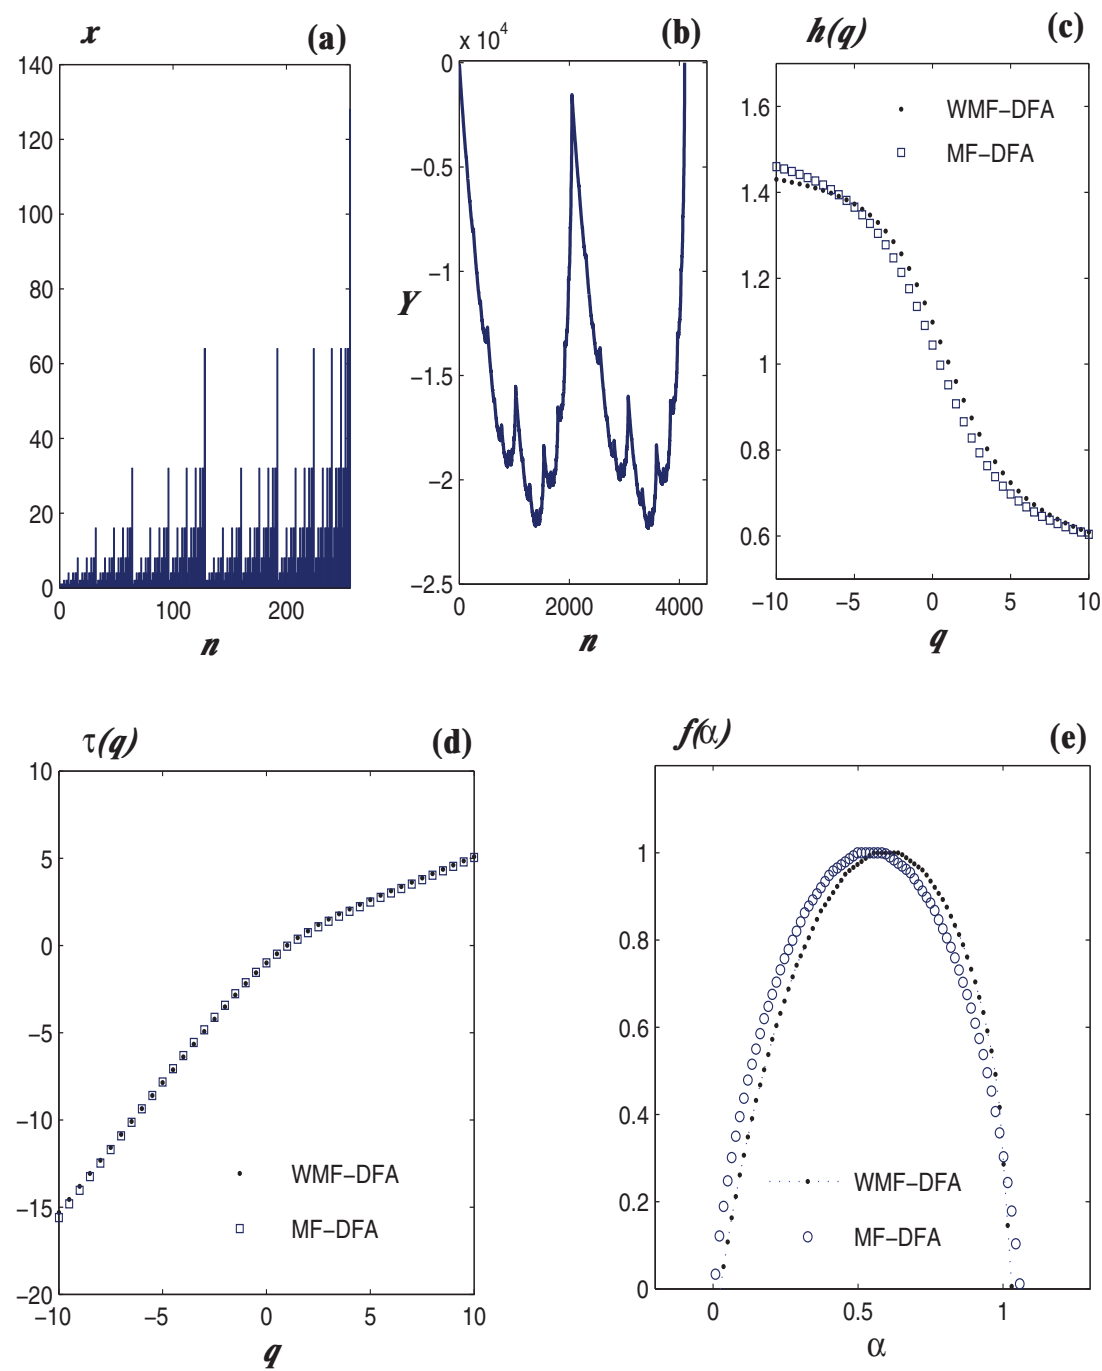 x
(a)
140
120
100
80
60
40
20
0
0
100
200
n
x 10^4
(b)
0
−0.5
−1
Y
−1.5
−2
−2.5
0
2000
4000
n
h(q)
(c)
1.6
WMF−DFA
MF−DFA
1.4
1.2
1
0.8
0.6
−10
−5
0
5
10
q
τ(q)
(d)
10
5
0
−5
−10
−15
−20
WMF−DFA
MF−DFA
−10
−5
0
5
10
q
f(α)
(e)
1
0.8
0.6
0.4
0.2
0
WMF−DFA
MF−DFA
0
0.5
1
α